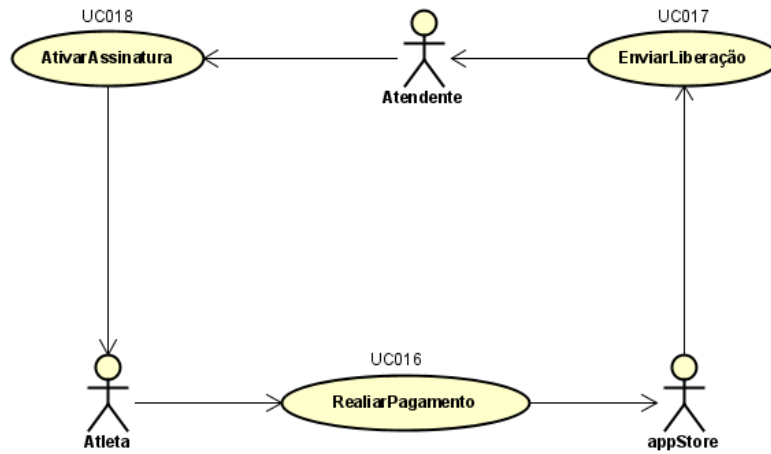 UC018
UC017
AtivarAssinatura
EnviarLiberação
Atendente
UC016
RealiarPagamento
Atleta
appStore